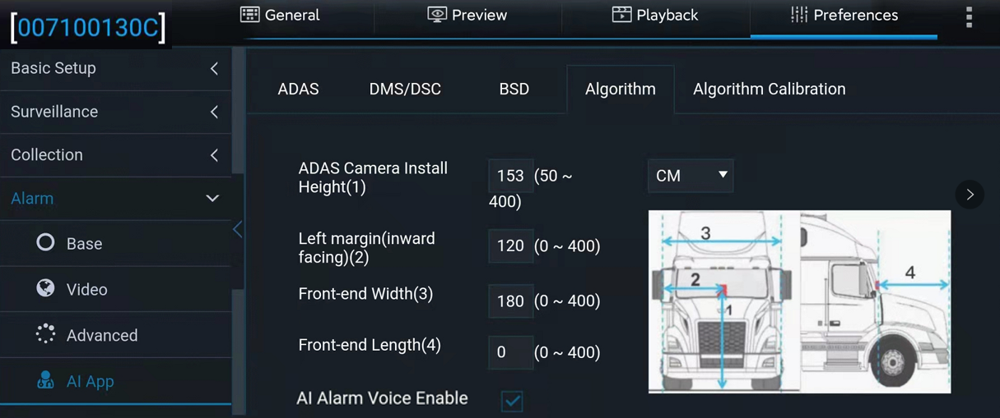 [007100130C]
General
Preview
Playback
Preferences
Basic Setup
Surveillance
Collection
Alarm
Base
Video
Advanced
AI App
ADAS
DMS/DSC
BSD
Algorithm
Algorithm Calibration
ADAS Camera Install
Height(1)
153 (50 ~
400)
CM
Left margin(inward
facing)(2)
120 (0 ~ 400)
Front-end Width(3)
180 (0 ~ 400)
Front-end Length(4)
0 (0 ~ 400)
AI Alarm Voice Enable
3
2
1
4